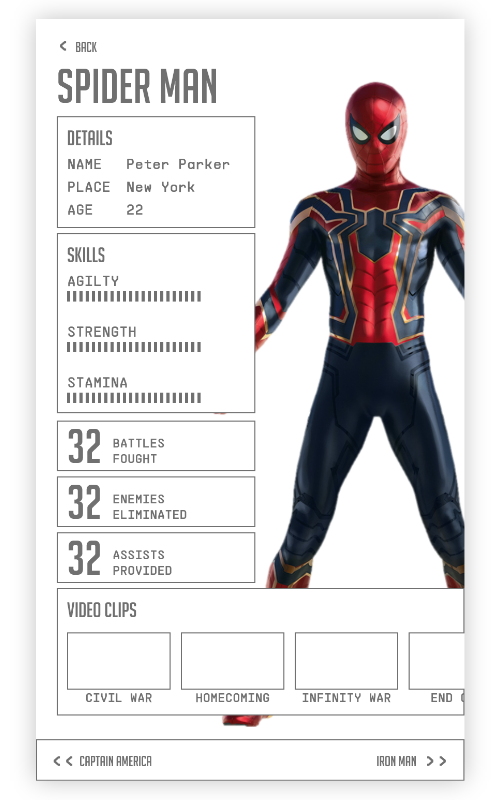 BACK
SPIDER MAN
DETAILS
NAME Peter Parker
PLACE New York
AGE 22
SKILLS
AGILTY
STRENGTH
STAMINA
32 BATTLES
FOUGHT
32 ENEMIES
ELIMINATED
32 ASSISTS
PROVIDED
VIDEO CLIPS
CIVIL WAR HOMECOMING INFINITY WAR END
CAPTAIN AMERICA IRON MAN